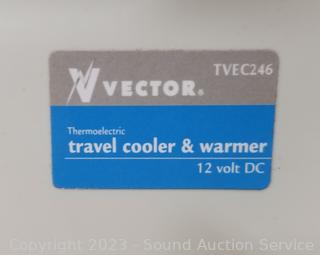 TVEC246
VECTOR®
Thermoelectric
travel cooler & warmer
12 volt DC
Copyright 2023 - Sound Auction Service